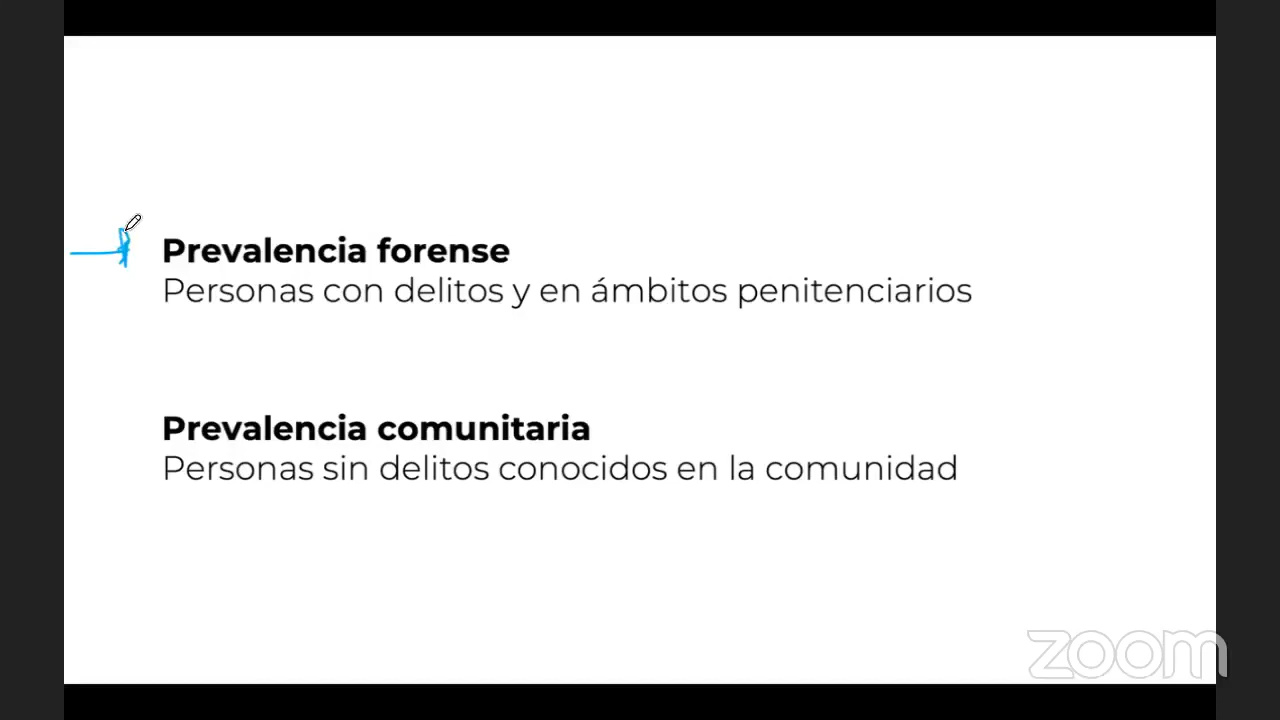 Prevalencia forense
Personas con delitos y en ámbitos penitenciarios
Prevalencia comunitaria
Personas sin delitos conocidos en la comunidad
zoom